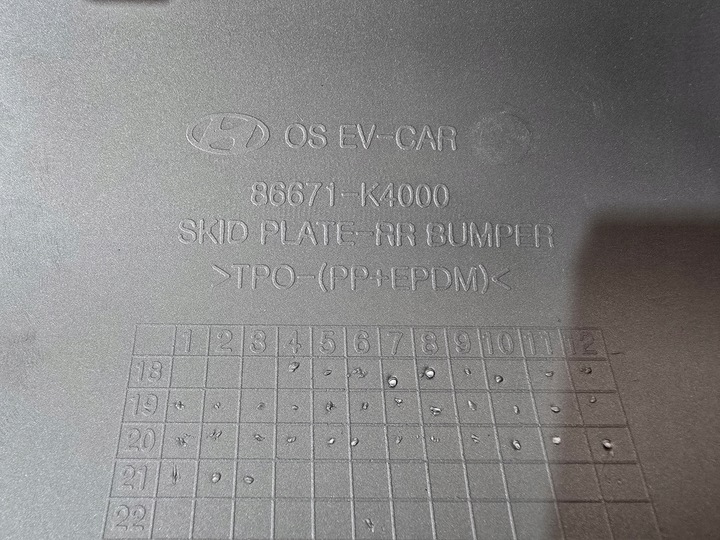 OS EV-CAR
86671-K4000
SKID PLATE-RR BUMPER
>TPO-(PP+EPDM)<
1 2 3 4 5 6 7 8 9 10 11 12
18
19
20
21
22